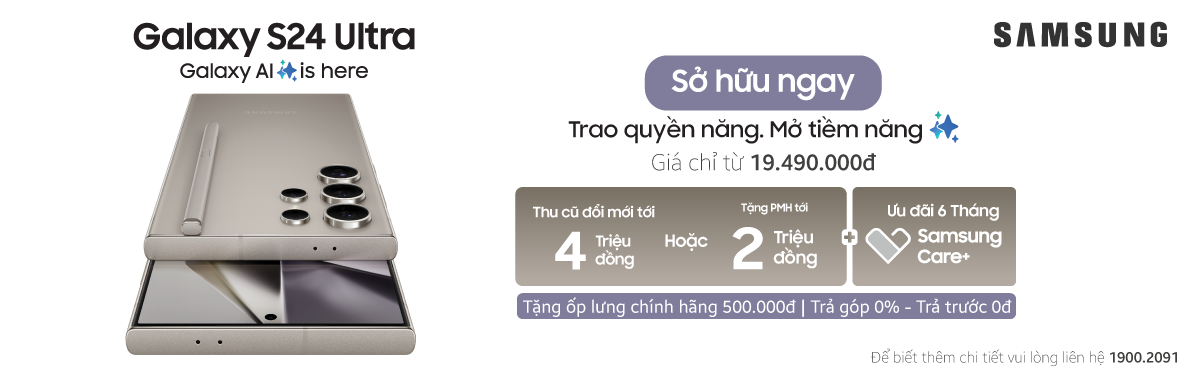 Galaxy S24 Ultra
Galaxy AI is here
SAMSUNG
SAMSUNG
Sở hữu ngay
Trao quyền năng. Mở tiềm năng
Giá chỉ từ 19.490.000đ
Thu cũ đổi mới tới
4 Triệu đồng
Hoặc
Tặng PMH tới
2 Triệu đồng
+
Ưu đãi 6 Tháng
Samsung
Care+
Tặng ốp lưng chính hãng 500.000đ | Trả góp 0% - Trả trước 0đ
Để biết thêm chi tiết vui lòng liên hệ 1900.2091